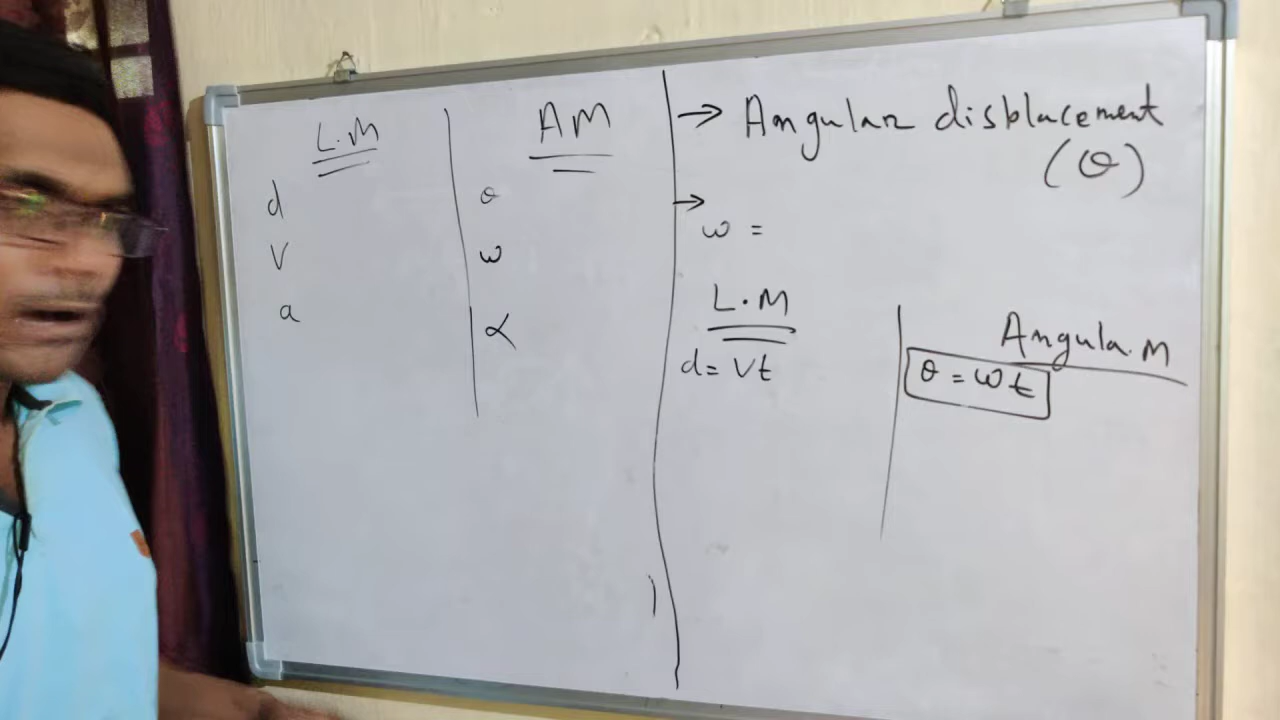 L.M
AM
d
θ
v
ω
a
α
→ Angular displacement
(θ)
→
ω =
L.M
Angula.M
d= vt
θ = ωt